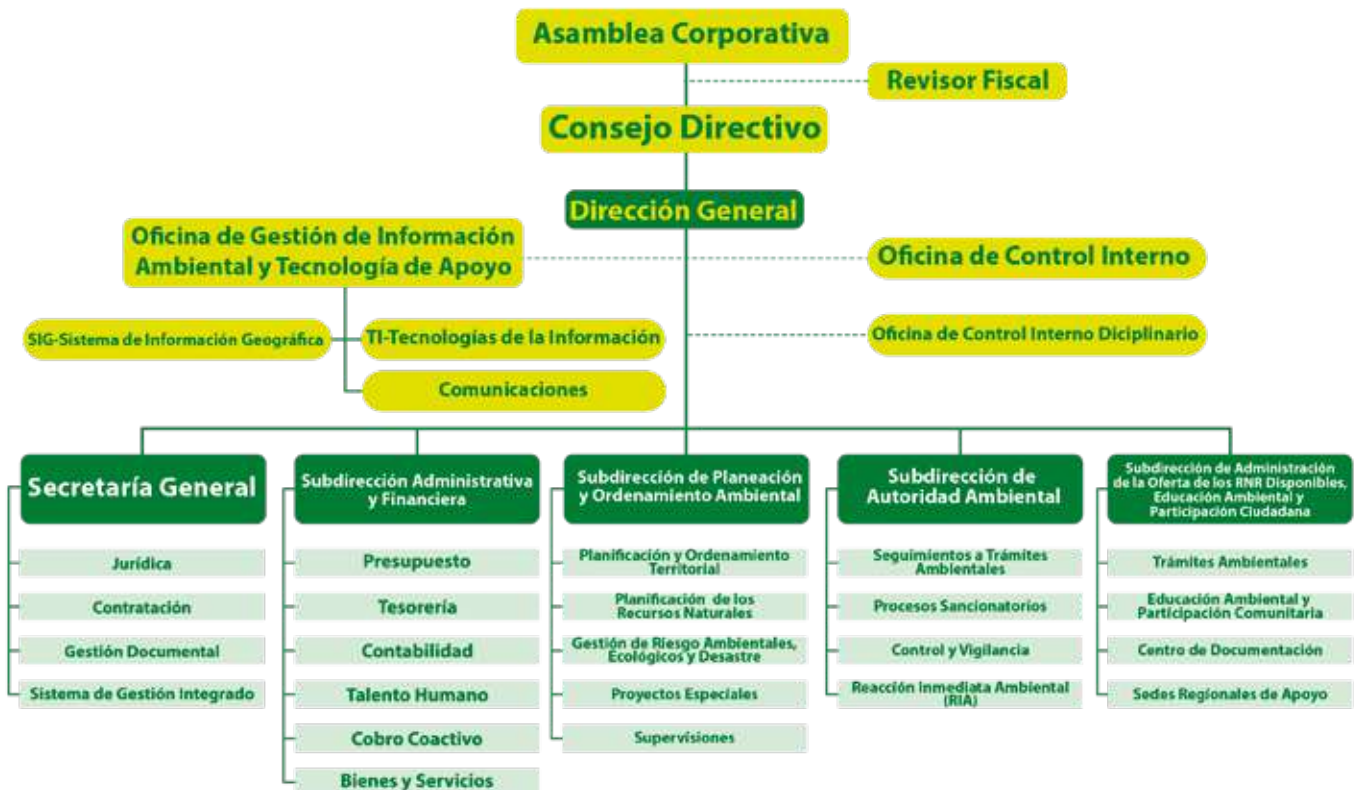 Asamblea Corporativa
Revisor Fiscal
Consejo Directivo
Dirección General
Oficina de Gestión de Información
Ambiental y Tecnología de Apoyo
Oficina de Control Interno
SIG-Sistema de Información Geográfica
TI-Tecnologías de la Información
Oficina de Control Interno Diciplinario
Comunicaciones
Secretaría General
Jurídica
Contratación
Gestión Documental
Sistema de Gestión Integrado
Subdirección Administrativa
y Financiera
Presupuesto
Tesorería
Contabilidad
Talento Humano
Cobro Coactivo
Bienes y Servicios
Subdirección de Planeación
y Ordenamiento Ambiental
Planificación y Ordenamiento
Territorial
Planificación de los
Recursos Naturales
Gestión de Riesgo Ambientales,
Ecológicos y Desastre
Proyectos Especiales
Supervisiones
Subdirección de
Autoridad Ambiental
Seguimientos a Trámites
Ambientales
Procesos Sancionatorios
Control y Vigilancia
Reacción Inmediata Ambiental
(RIA)
Subdirección de Administración
de la Oferta de los RNR Disponibles,
Educación Ambiental y
Participación Ciudadana
Trámites Ambientales
Educación Ambiental y
Participación Comunitaria
Centro de Documentación
Sedes Regionales de Apoyo